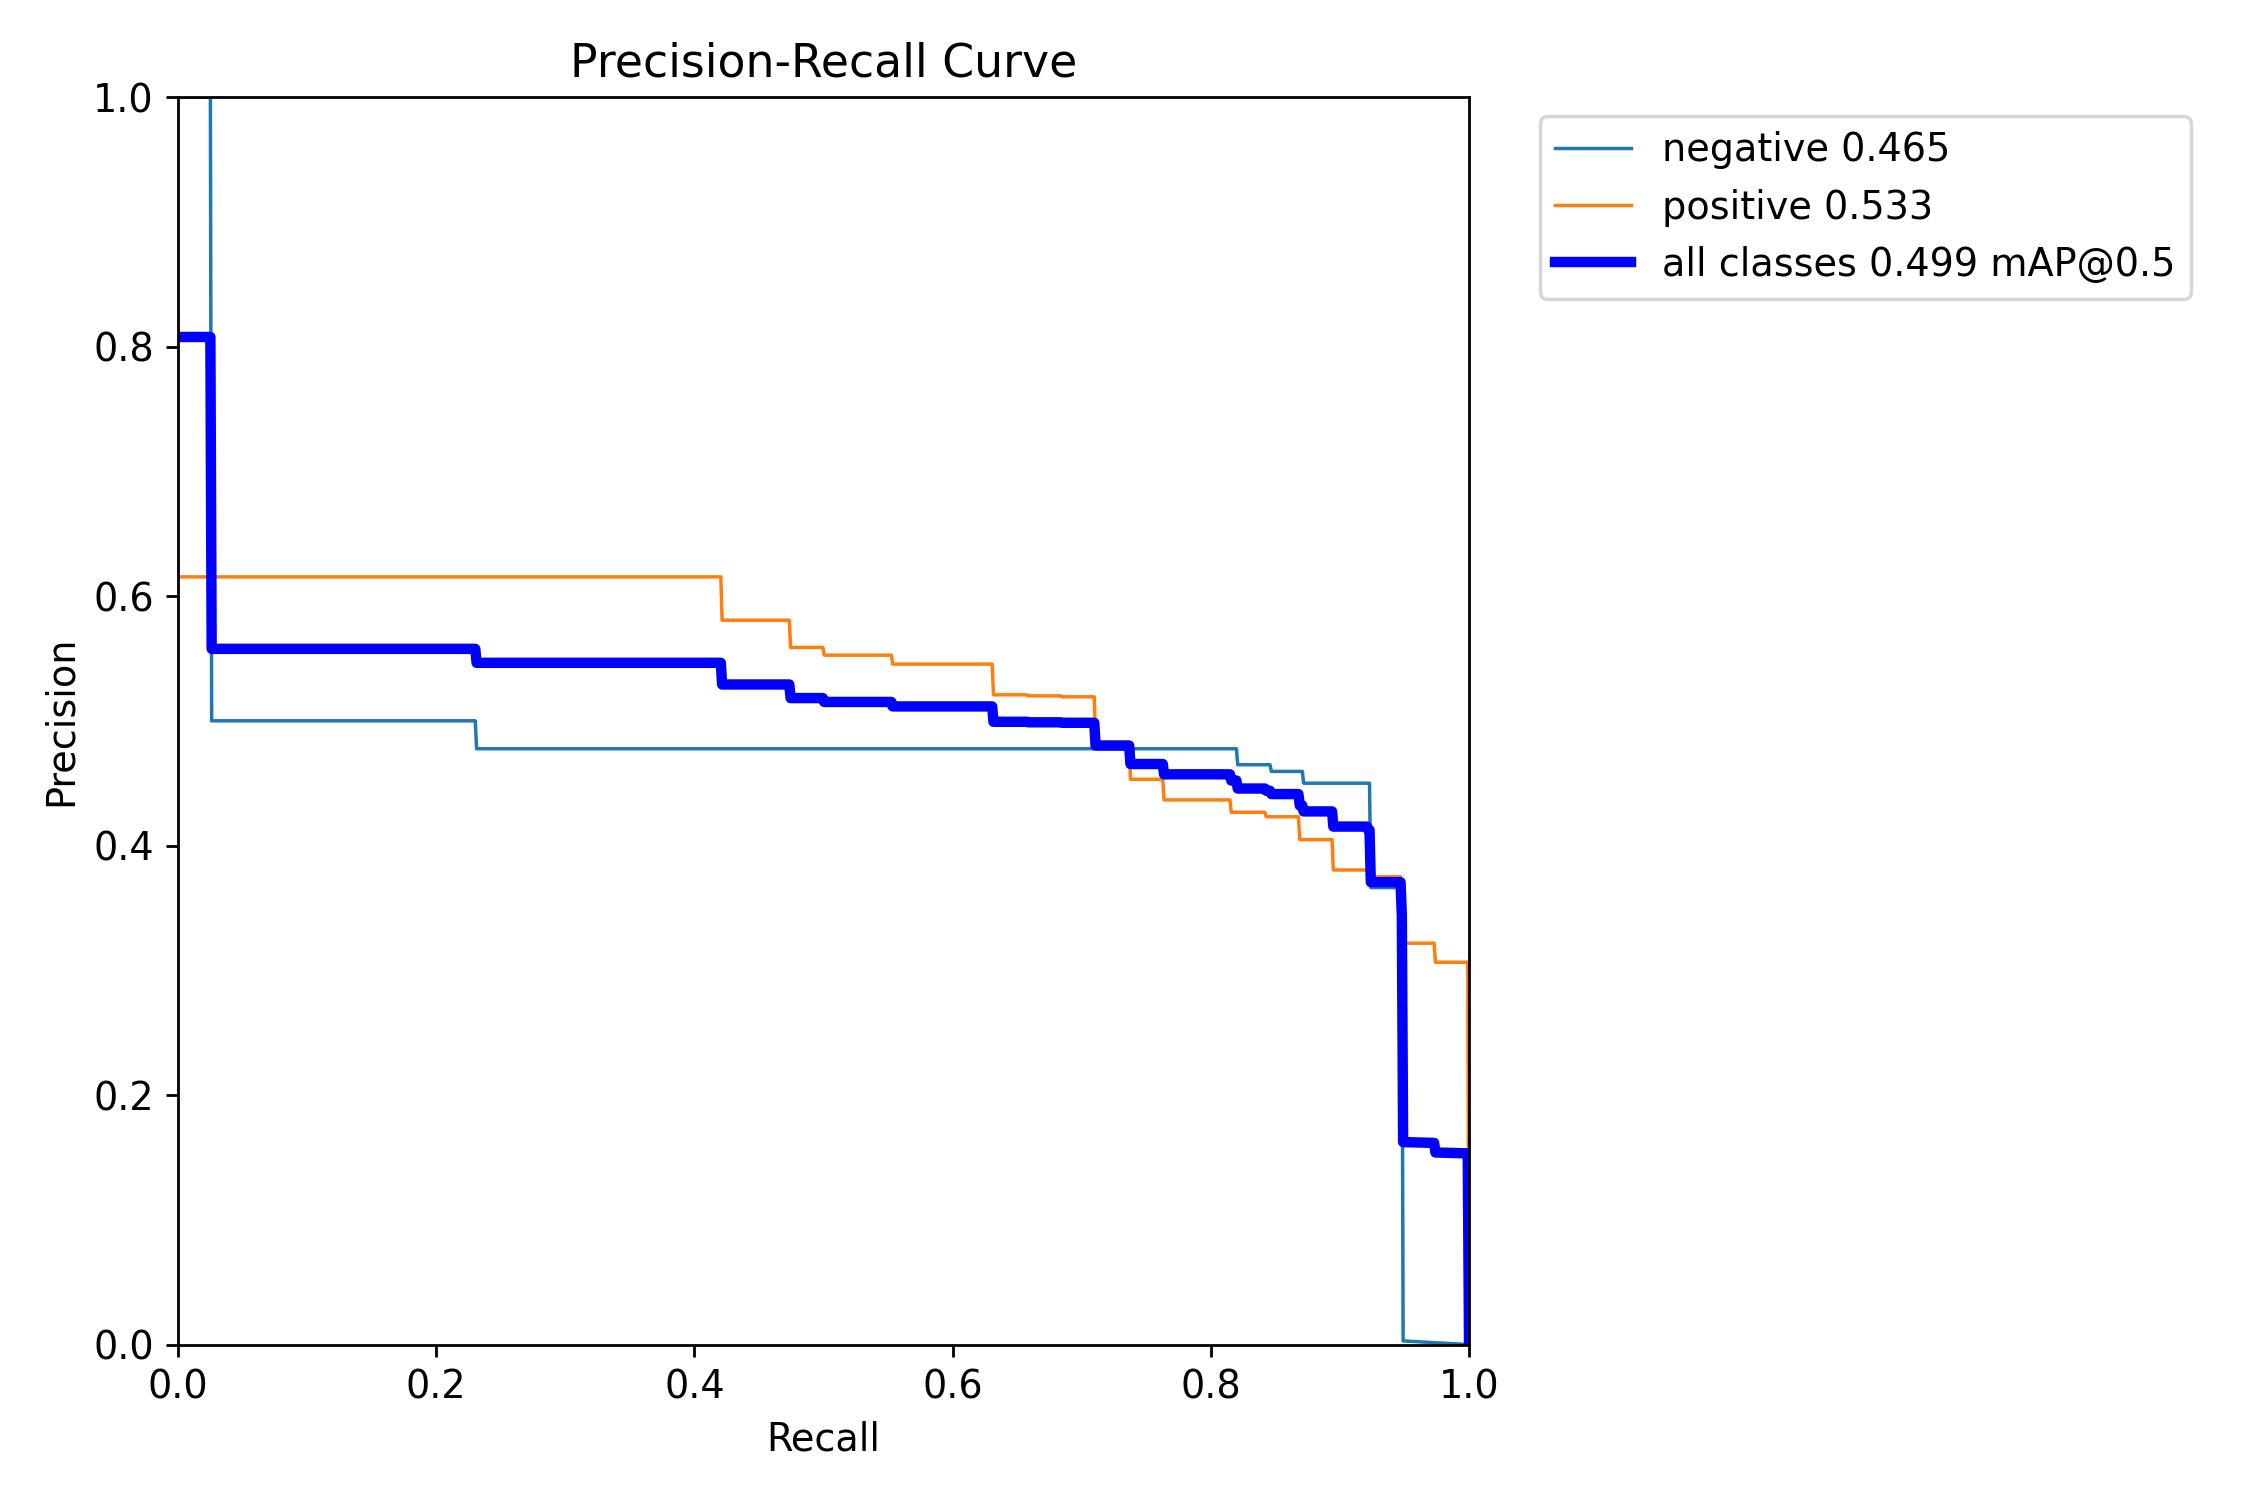 Precision-Recall Curve
1.0
0.8
0.6
0.4
0.2
0.0
Precision
0.0 0.2 0.4 0.6 0.8 1.0
Recall
negative 0.465
positive 0.533
all classes 0.499 mAP@0.5